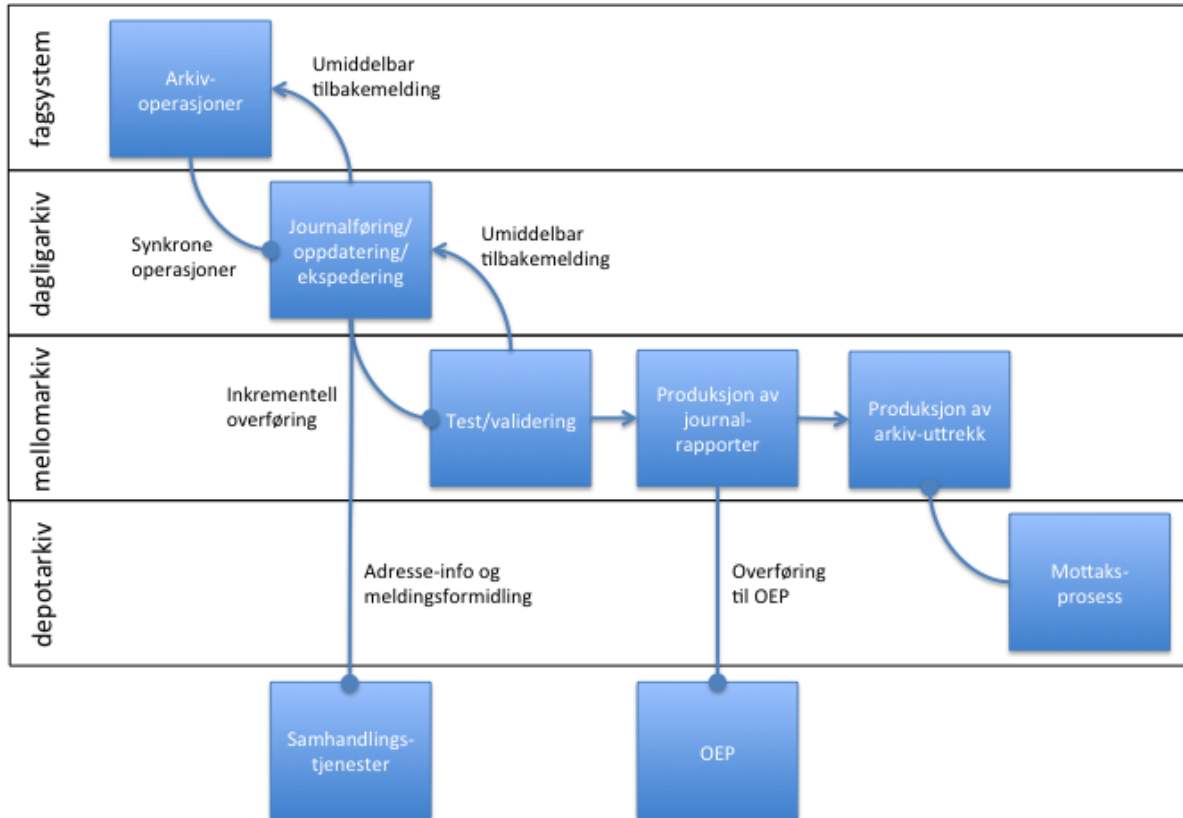 fagsystem
Arkiv-
operasjoner
Umiddelbar
tilbakemelding
dagligarkiv
Synkrone
operasjoner
Journalføring/
oppdatering/
ekspedering
Umiddelbar
tilbakemelding
mellomarkiv
Inkrementell
overføring
Test/validering
Produksjon av
journal-
rapporter
Produksjon av
arkiv-uttrekk
depotarkiv
Adresse-info og
meldingsformidling
Overføring
til OEP
Mottaks-
prosess
Samhandlings-
tjenester
OEP